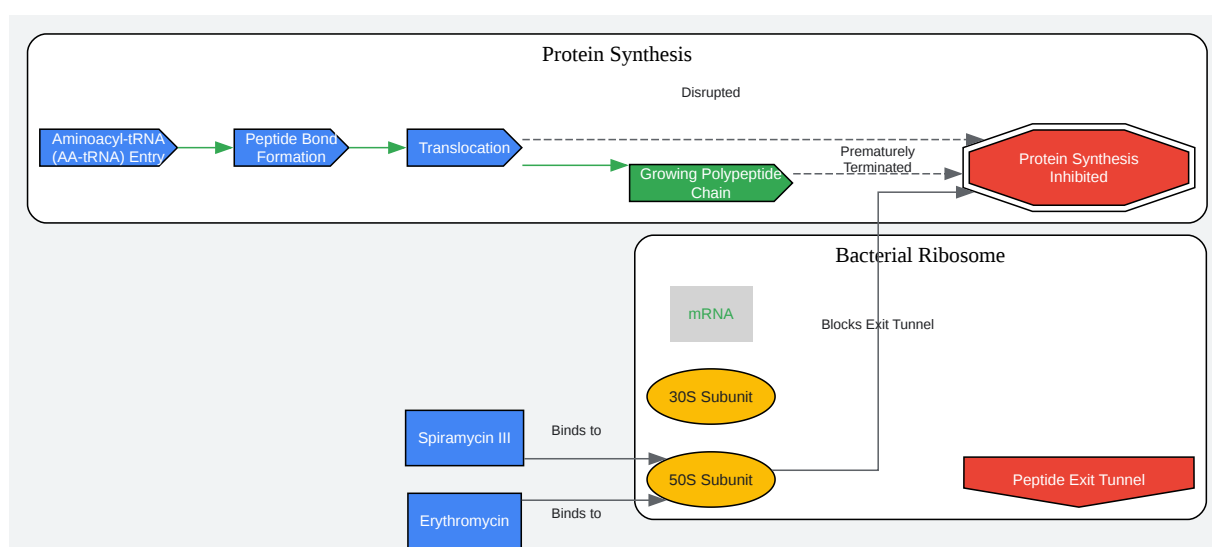 Protein Synthesis
Disrupted
Aminoacyl-tRNA
(AA-tRNA) Entry
Peptide Bond
Formation
Translocation
Growing Polypeptide
Chain
Prematurely
Terminated
Protein Synthesis
Inhibited
Bacterial Ribosome
mRNA
Blocks Exit Tunnel
30S Subunit
Spiramycin III
Binds to
50S Subunit
Peptide Exit Tunnel
Erythromycin
Binds to